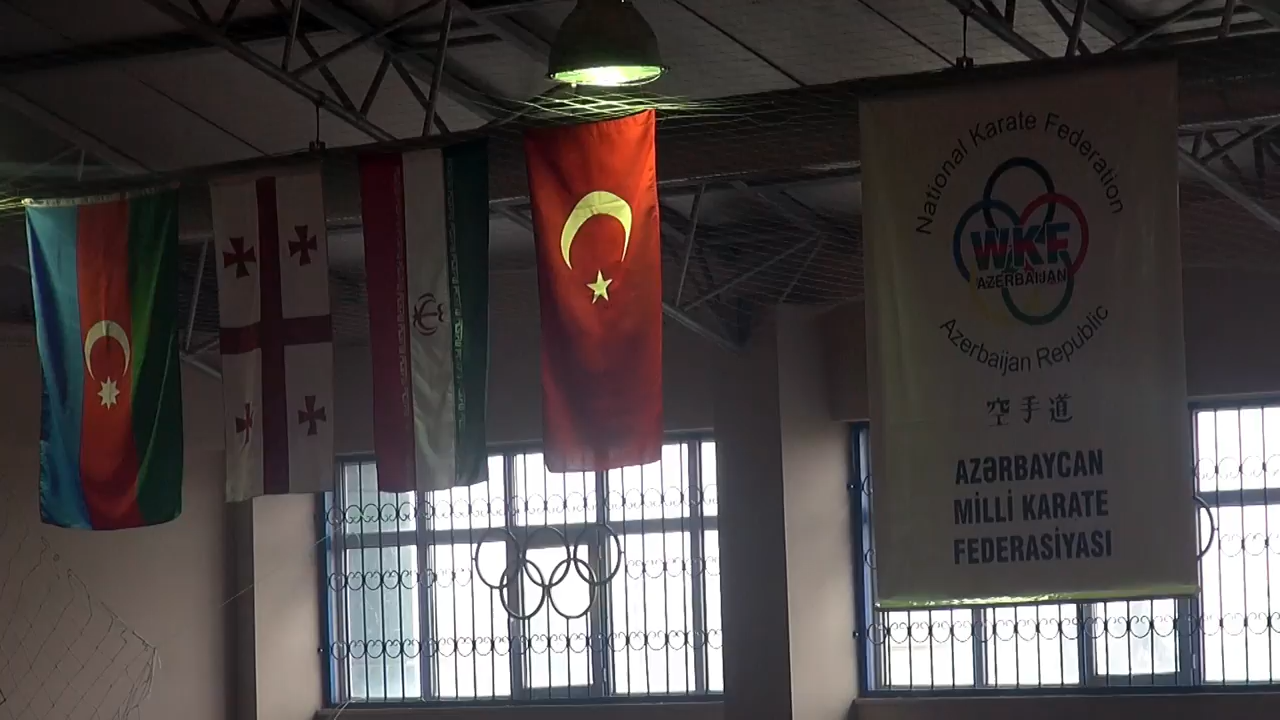 National Karate Federation
WKF
AZERBAIJAN
Azerbaijan Republic
空手道
AZƏRBAYCAN
MİLLİ KARATE
FEDERASİYASI